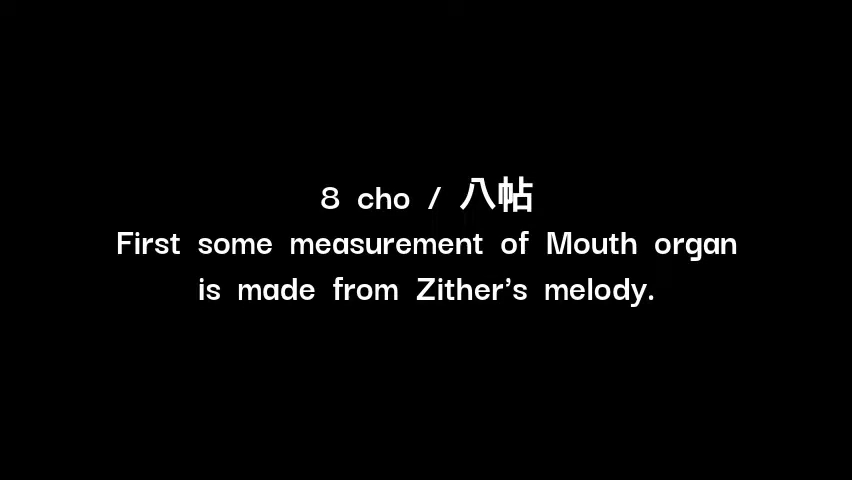 8 cho / 八帖
First some measurement of Mouth organ
is made from Zither's melody.